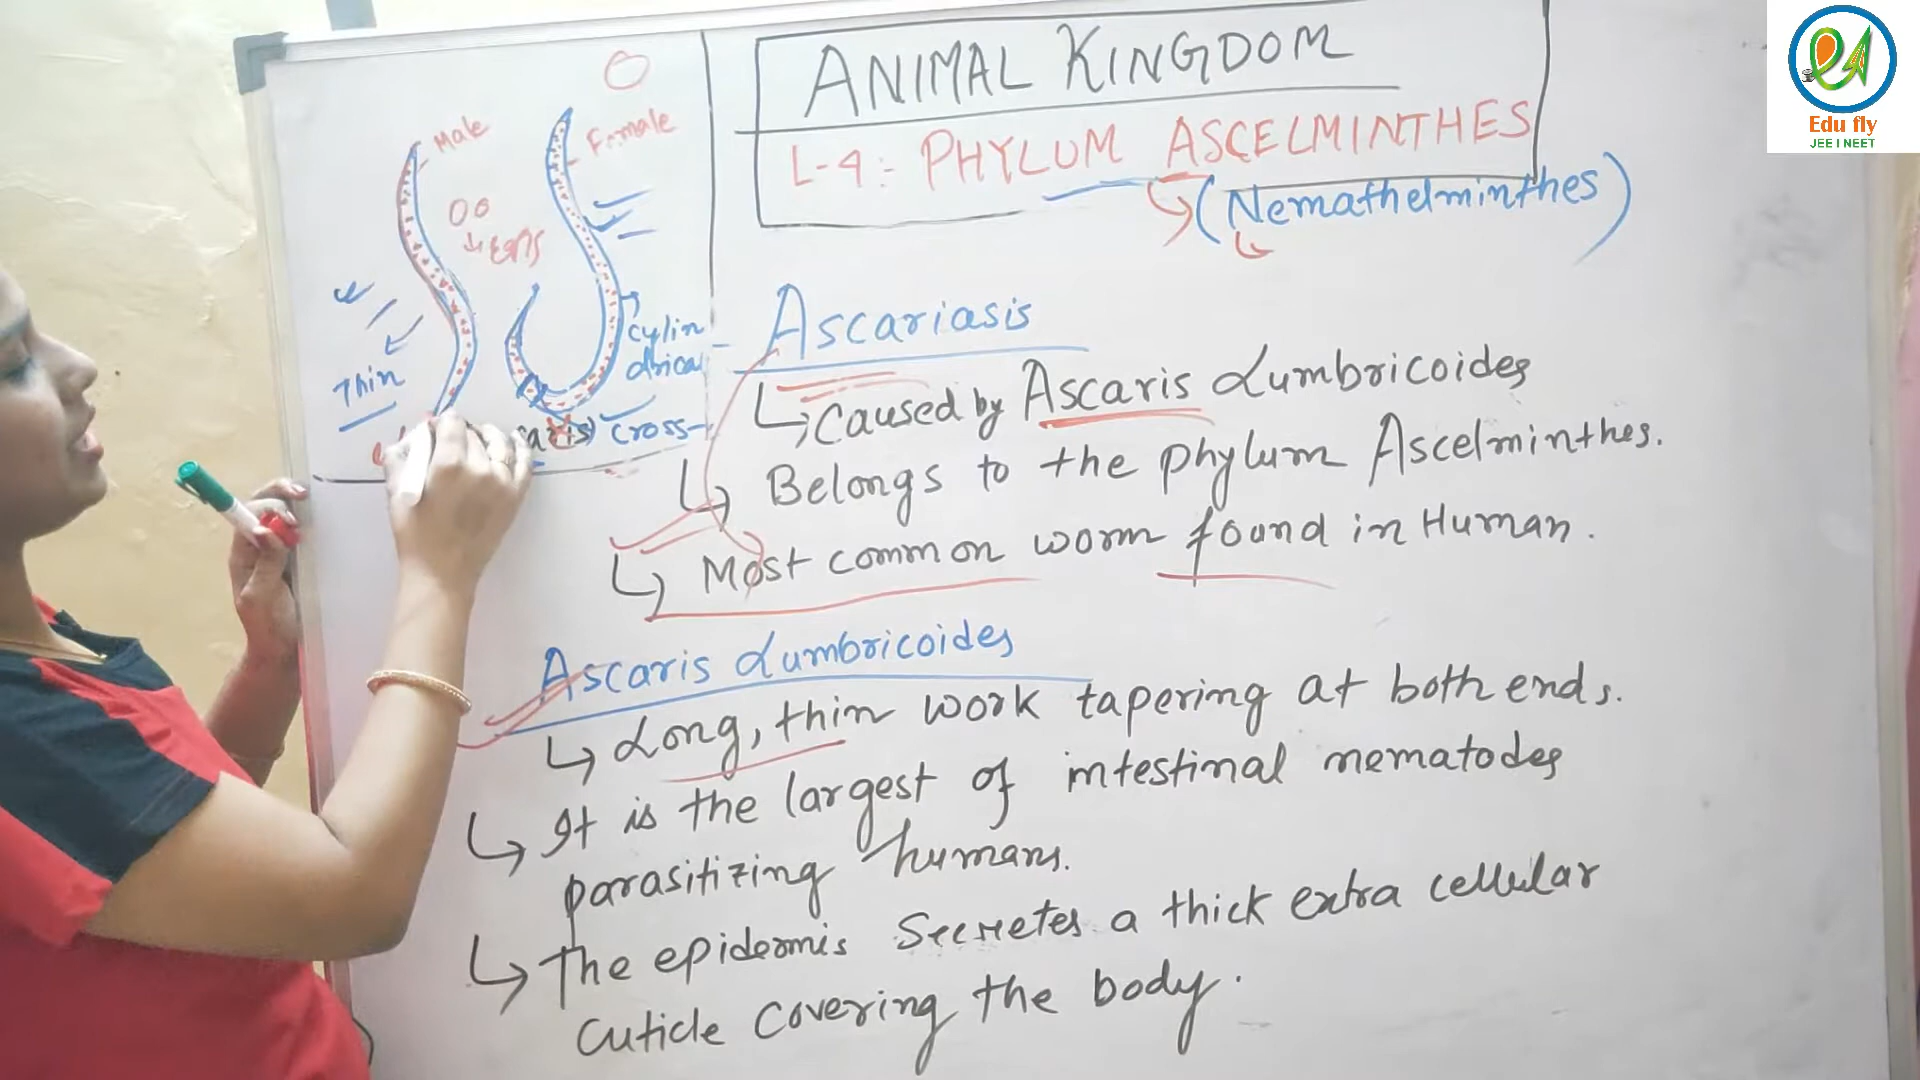 ANIMAL KINGDOM
L-4: PHYLUM ASCELMINTHES
(Nemathelminthes)
Edu fly
JEE I NEET
Male
Female
eggs
Thin
cylin
drical
cross-
Ascariasis
Caused by Ascaris Lumbricoides
Belongs to the phylum Ascelminthes.
Most common worm found in Human.
Ascaris Lumbricoides
Long, thin work tapering at both ends.
It is the largest of intestinal nematodes
parasitizing humans.
The epidermis Secretes a thick extra cellular
cuticle covering the body.